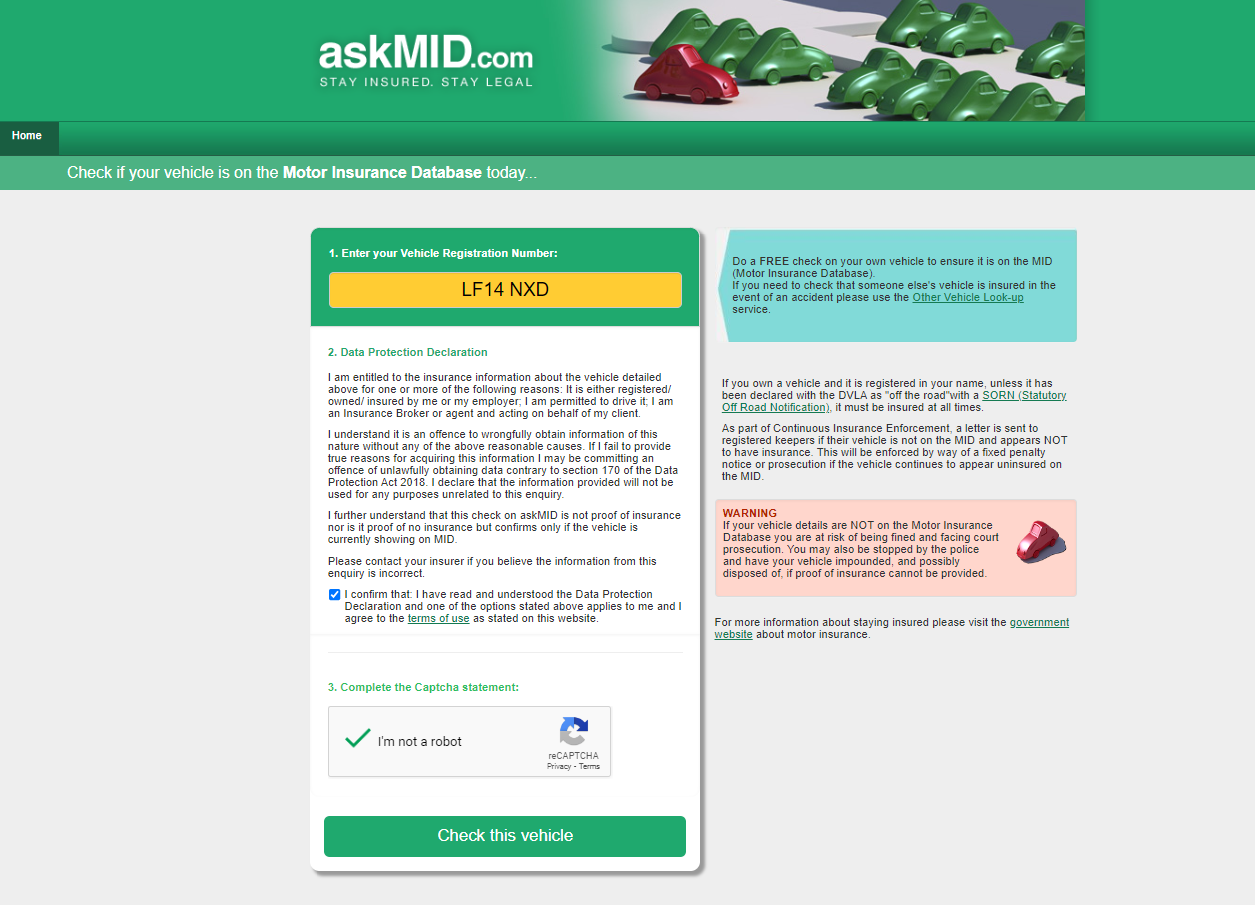 askMID.com
STAY INSURED. STAY LEGAL
Home
Check if your vehicle is on the Motor Insurance Database today...
1. Enter your Vehicle Registration Number:
LF14 NXD
2. Data Protection Declaration
I am entitled to the insurance information about the vehicle detailed
above for one or more of the following reasons: It is either registered/
owned/ insured by me or my employer; I am permitted to drive it; I am
an Insurance Broker or agent and acting on behalf of my client.
I understand it is an offence to wrongfully obtain information of this
nature without any of the above reasonable causes. If I fail to provide
true reasons for acquiring this information I may be committing an
offence of unlawfully obtaining data contrary to section 170 of the Data
Protection Act 2018. I declare that the information provided will not be
used for any purposes unrelated to this enquiry.
I further understand that this check on askMID is not proof of insurance
nor is it proof of no insurance but confirms only if the vehicle is
currently showing on MID.
Please contact your insurer if you believe the information from this
enquiry is incorrect.
I confirm that: I have read and understood the Data Protection
Declaration and one of the options stated above applies to me and I
agree to the terms of use as stated on this website.
3. Complete the Captcha statement:
I'm not a robot
reCAPTCHA
Privacy - Terms
Check this vehicle
Do a FREE check on your own vehicle to ensure it is on the MID
(Motor Insurance Database).
If you need to check that someone else's vehicle is insured in the
event of an accident please use the Other Vehicle Look-up
service.
If you own a vehicle and it is registered in your name, unless it has
been declared with the DVLA as "off the road"with a SORN (Statutory
Off Road Notification), it must be insured at all times.
As part of Continuous Insurance Enforcement, a letter is sent to
registered keepers if their vehicle is not on the MID and appears NOT
to have insurance. This will be enforced by way of a fixed penalty
notice or prosecution if the vehicle continues to appear uninsured on
the MID.
WARNING
If your vehicle details are NOT on the Motor Insurance
Database you are at risk of being fined and facing court
prosecution. You may also be stopped by the police
and have your vehicle impounded, and possibly
disposed of, if proof of insurance cannot be provided.
For more information about staying insured please visit the government
website about motor insurance.